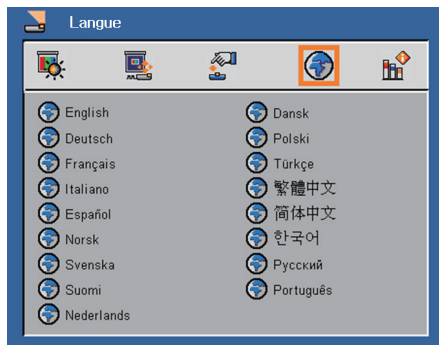 Langue
English
Deutsch
Français
Italiano
Español
Norsk
Svenska
Suomi
Nederlands
Dansk
Polski
Türkçe
繁體中文
简体中文
한국어
Русский
Português